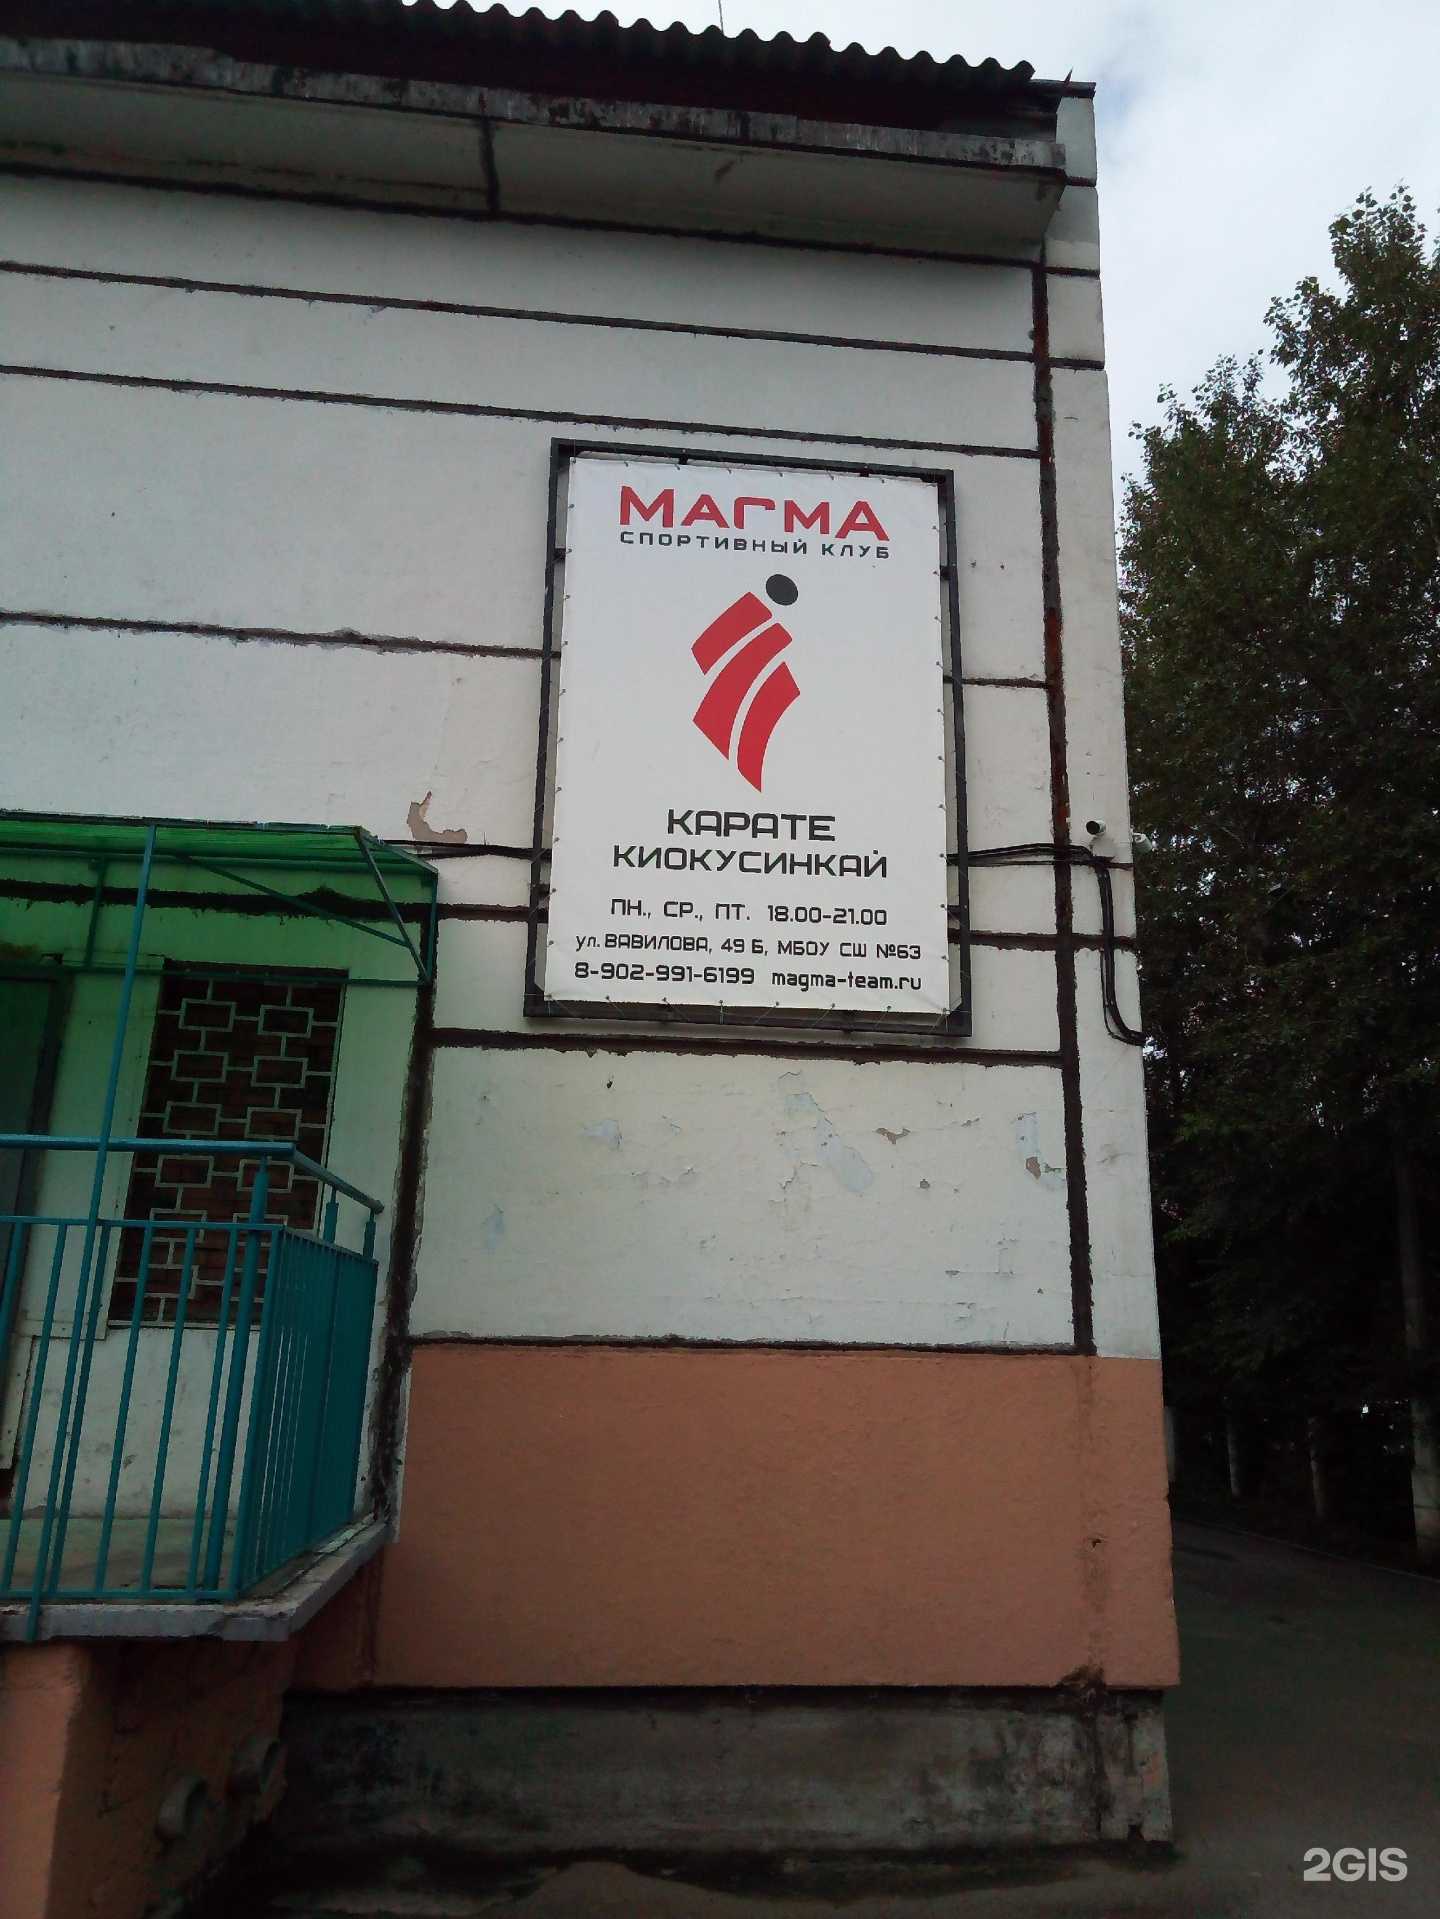 МАГМА
СПОРТИВНЫЙ КЛУБ
КАРАТЕ
КИОКУСИНКАЙ
ПН., СР., ПТ. 18.00-21.00
ул. ВАВИЛОВА, 49 Б, МБОУ СШ №63
8-902-991-6199 magma-team.ru
2GIS